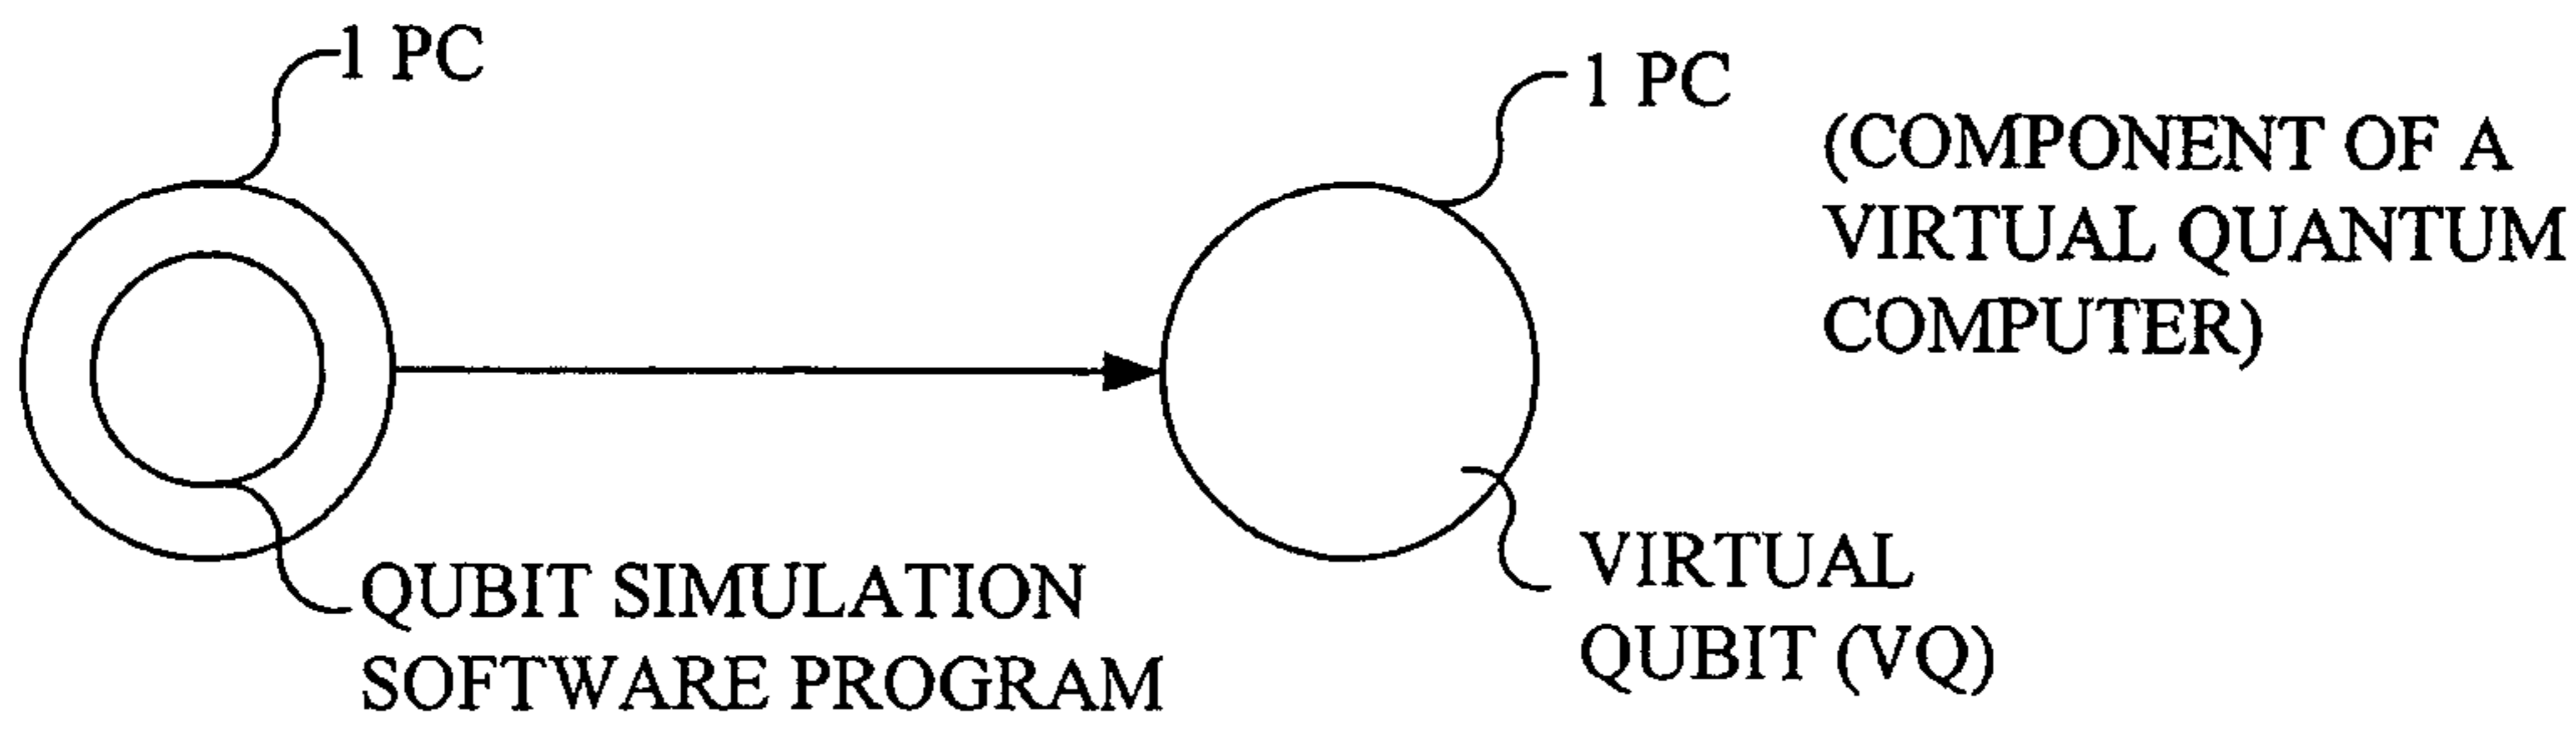 1 PC
1 PC
(COMPONENT OF A
VIRTUAL QUANTUM
COMPUTER)
QUBIT SIMULATION
SOFTWARE PROGRAM
VIRTUAL
QUBIT (VQ)